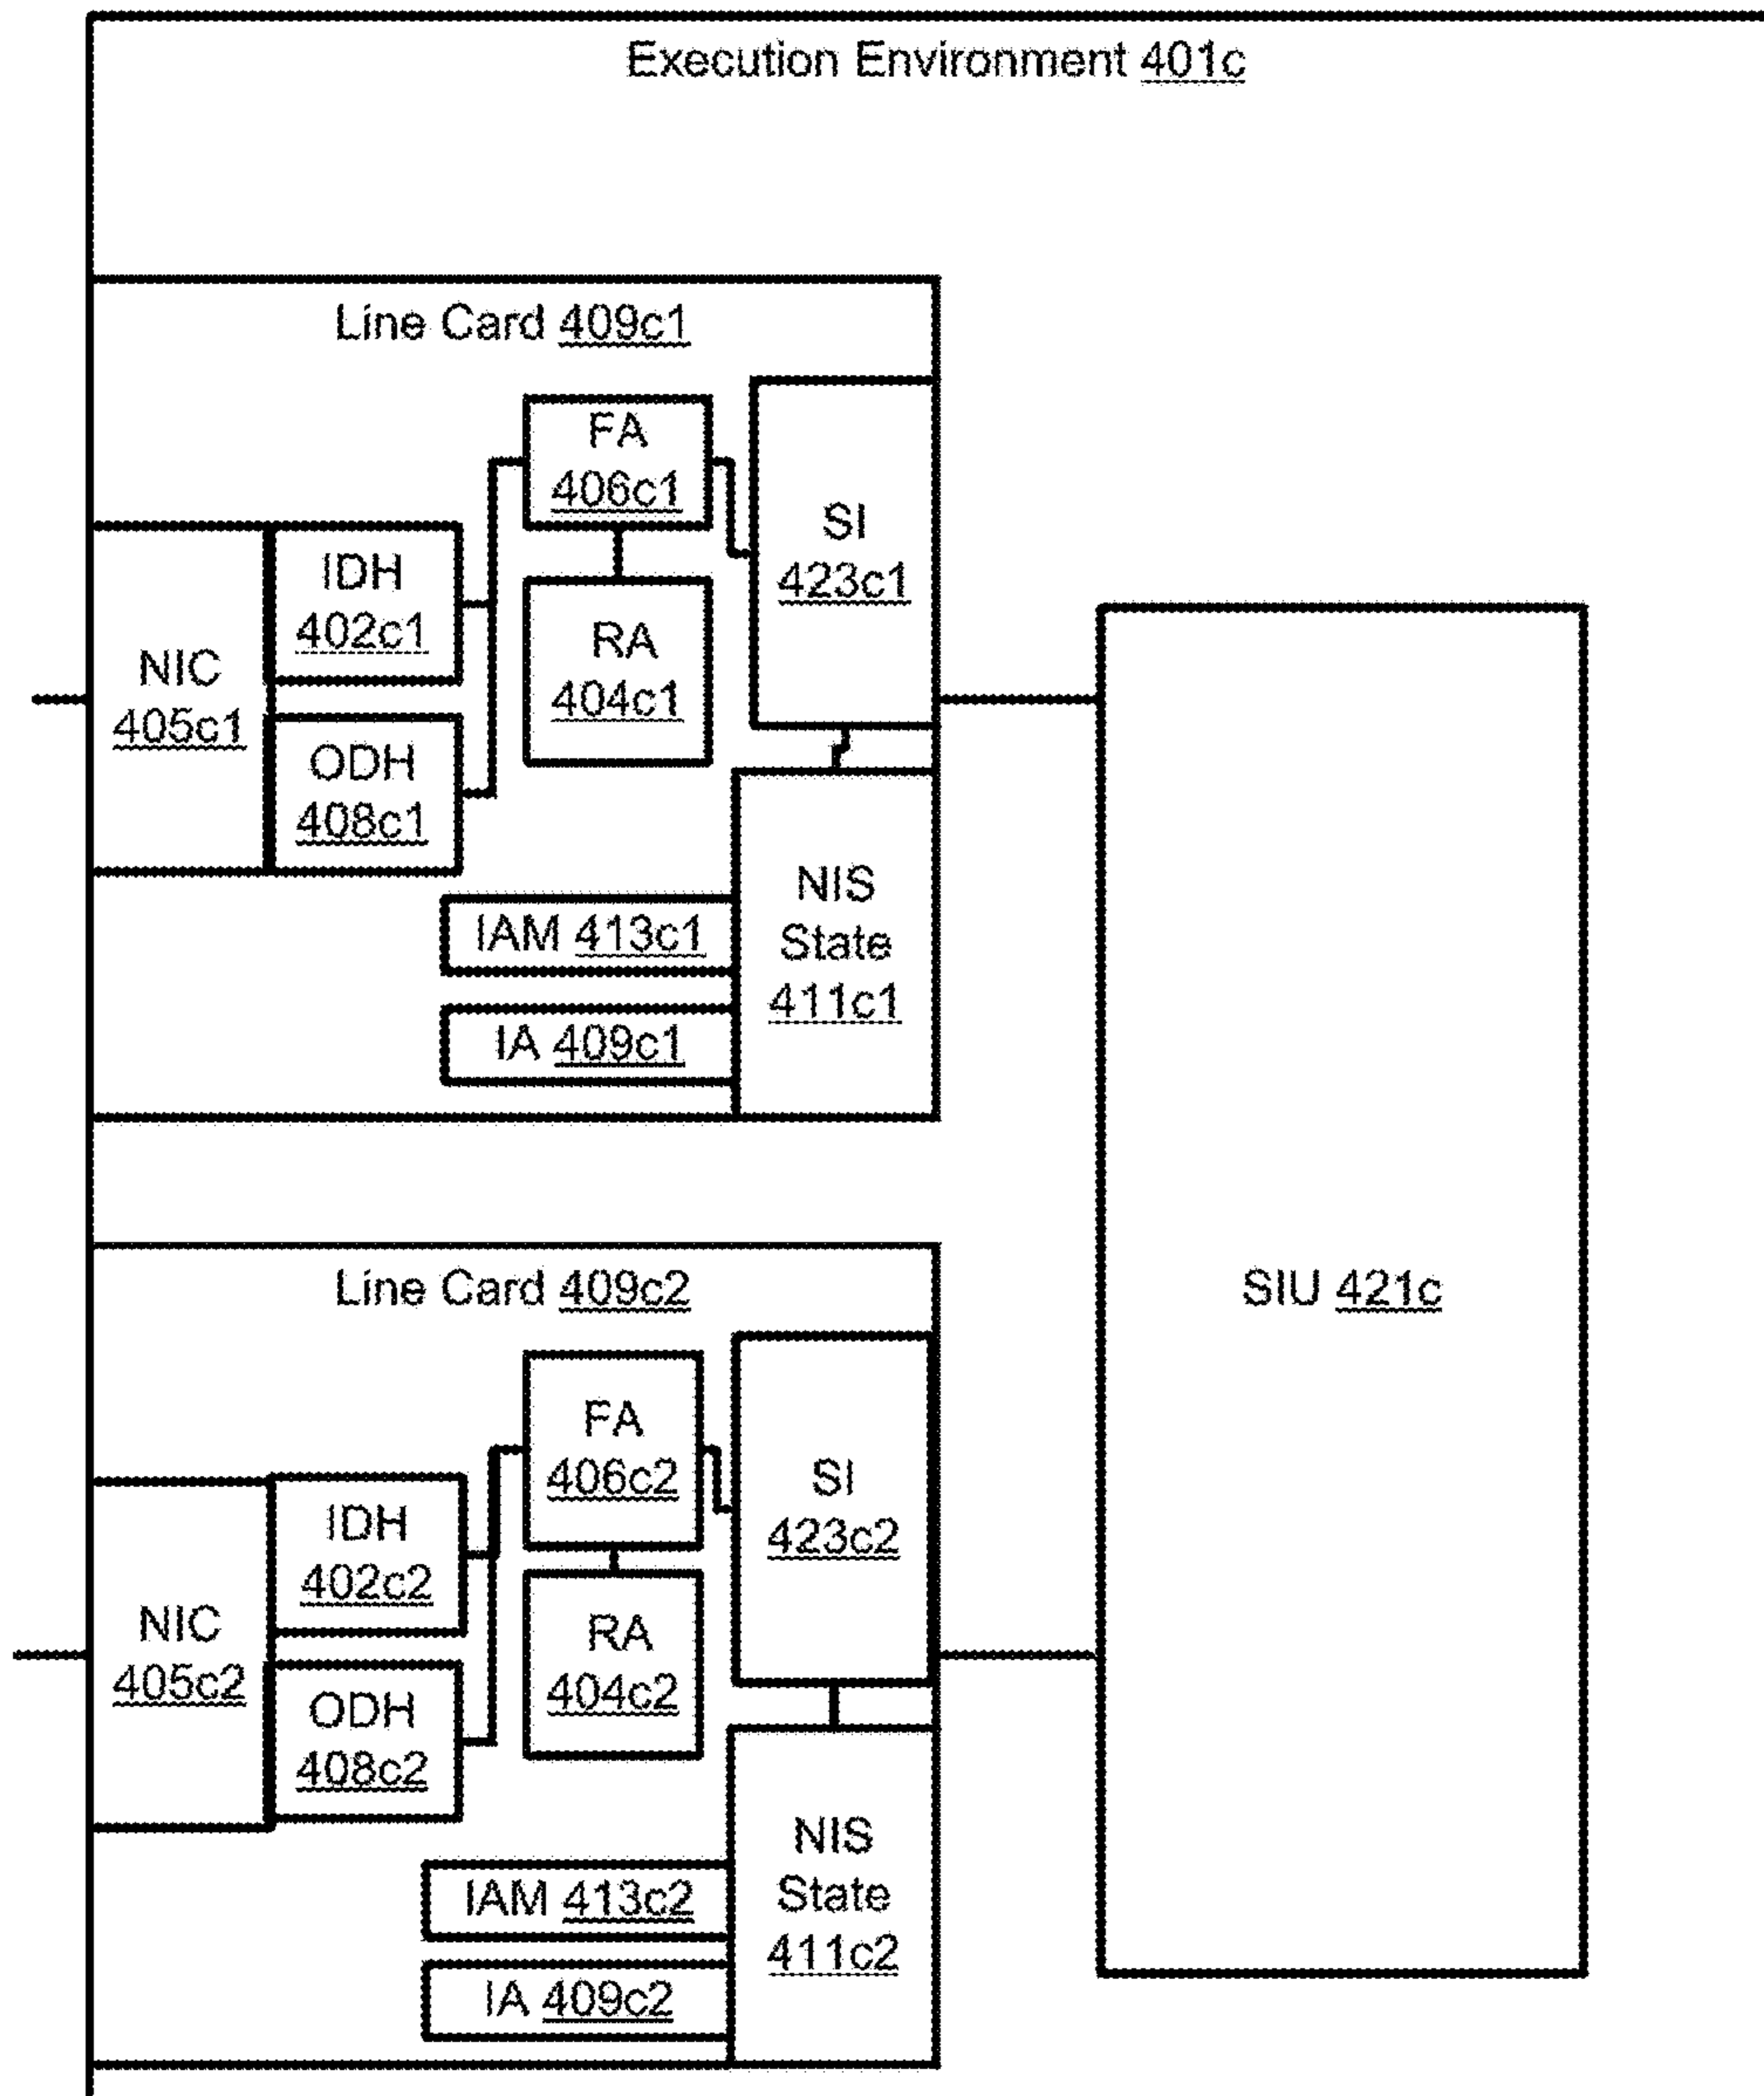 Execution Environment 401c
Line Card 409c1
FA
406c1
SI
423c1
IDH
402c1
RA
404c1
NIC
405c1
ODH
408c1
NIS
State
411c1
IAM 413c1
IA 409c1
Line Card 409c2
SIU 421c
FA
406c2
SI
423c2
IDH
402c2
RA
404c2
NIC
405c2
ODH
408c2
NIS
State
411c2
IAM 413c2
IA 409c2